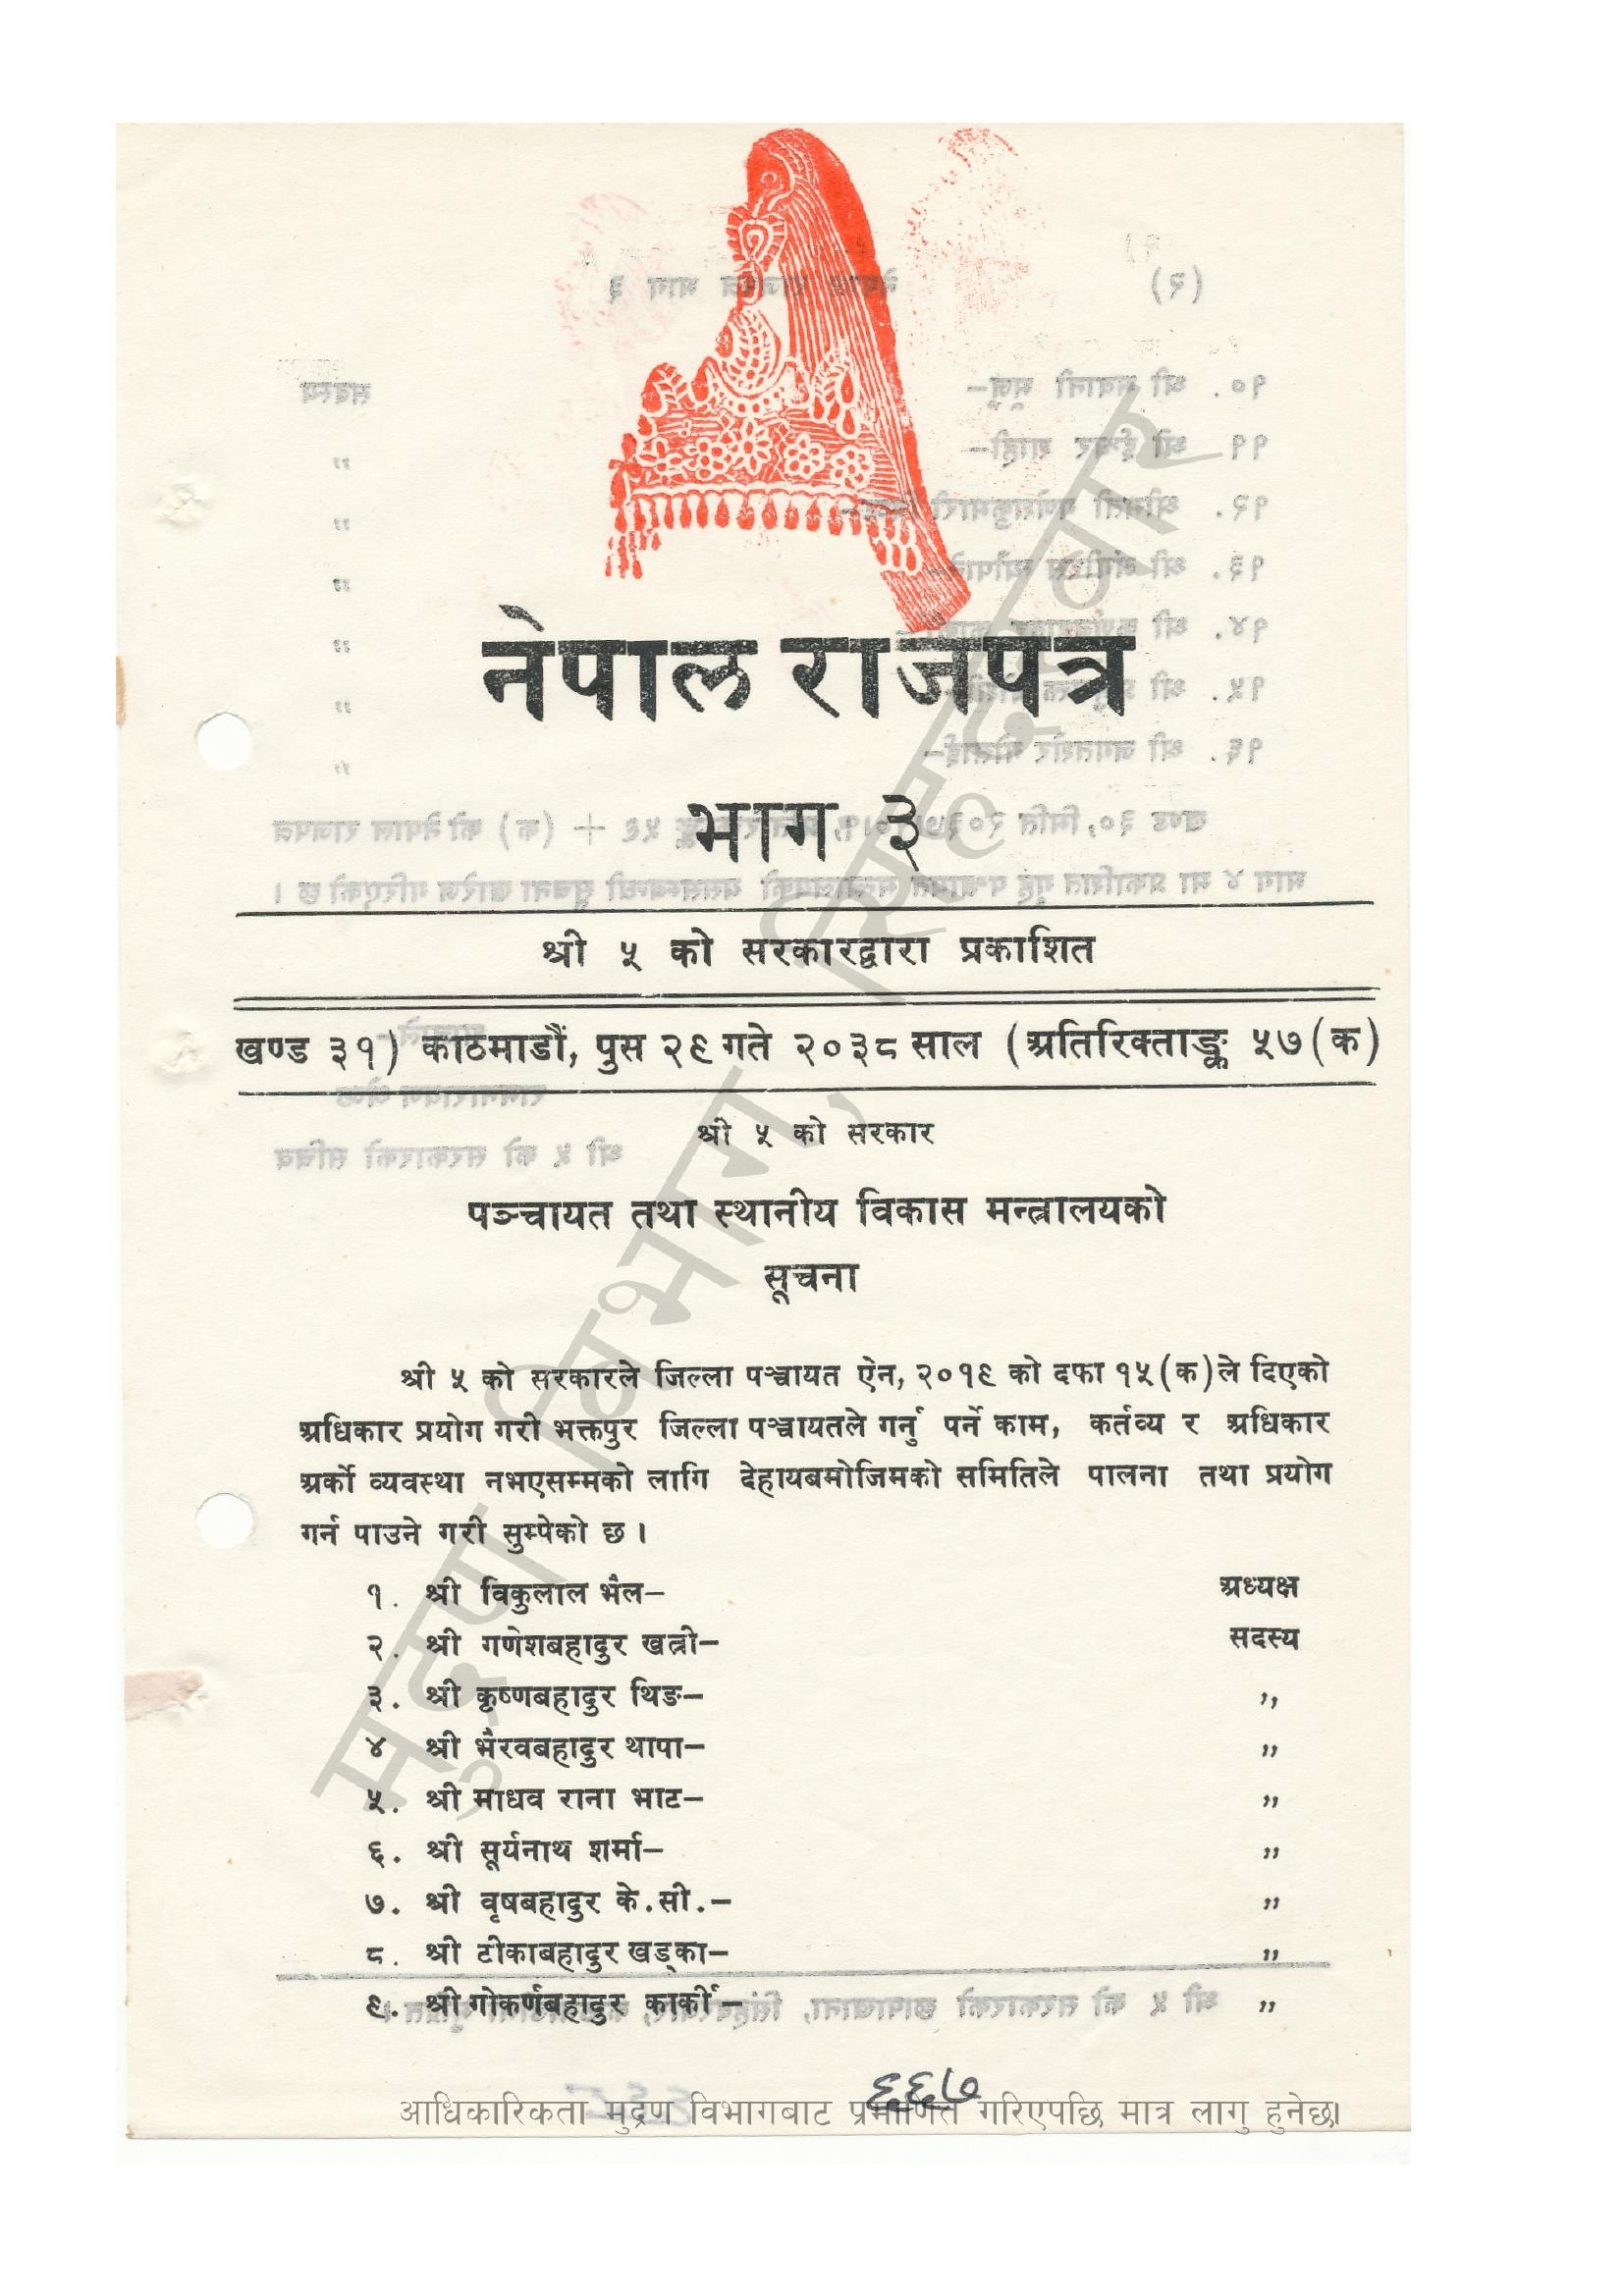 नेपाल राजपत्र
भाग ३
श्री ५ को सरकारद्वारा प्रकाशित
खण्ड ३१) काठमाडौं, पुस २९ गते २०३८ साल (अतिरिक्ताङ्क ५७(क)
श्री ५ को सरकार
पञ्चायत तथा स्थानीय विकास मन्त्रालयको
सूचना
श्री ५ को सरकारले जिल्ला पञ्चायत ऐन, २०१९ को दफा १५(क)ले दिएको
अधिकार प्रयोग गरी भक्तपुर जिल्ला पञ्चायतले गर्नु पर्ने काम, कर्तव्य र अधिकार
अर्को व्यवस्था नभएसम्मको लागि देहायबमोजिमको समितिले पालना तथा प्रयोग
गर्न पाउने गरी सुम्पेको छ ।
१. श्री विकुलाल भैल– अध्यक्ष
२. श्री गणेशबहादुर खत्री– सदस्य
३. श्री कृष्णबहादुर थिङ– ,,
४ श्री भैरवबहादुर थापा– ,,
५. श्री माधव राना भाट– ,,
६. श्री सूर्यनाथ शर्मा– ,,
७. श्री वृषबहादुर के.सी.– ,,
८. श्री टीकाबहादुर खड्का– ,,
९. श्री गोकर्णबहादुर कार्की– ,,
६६७
आधिकारिकता मुद्रण विभागबाट प्रमाणित गरिएपछि मात्र लागु हुनेछ।
मुद्रण विभाग, सिंहदरबार